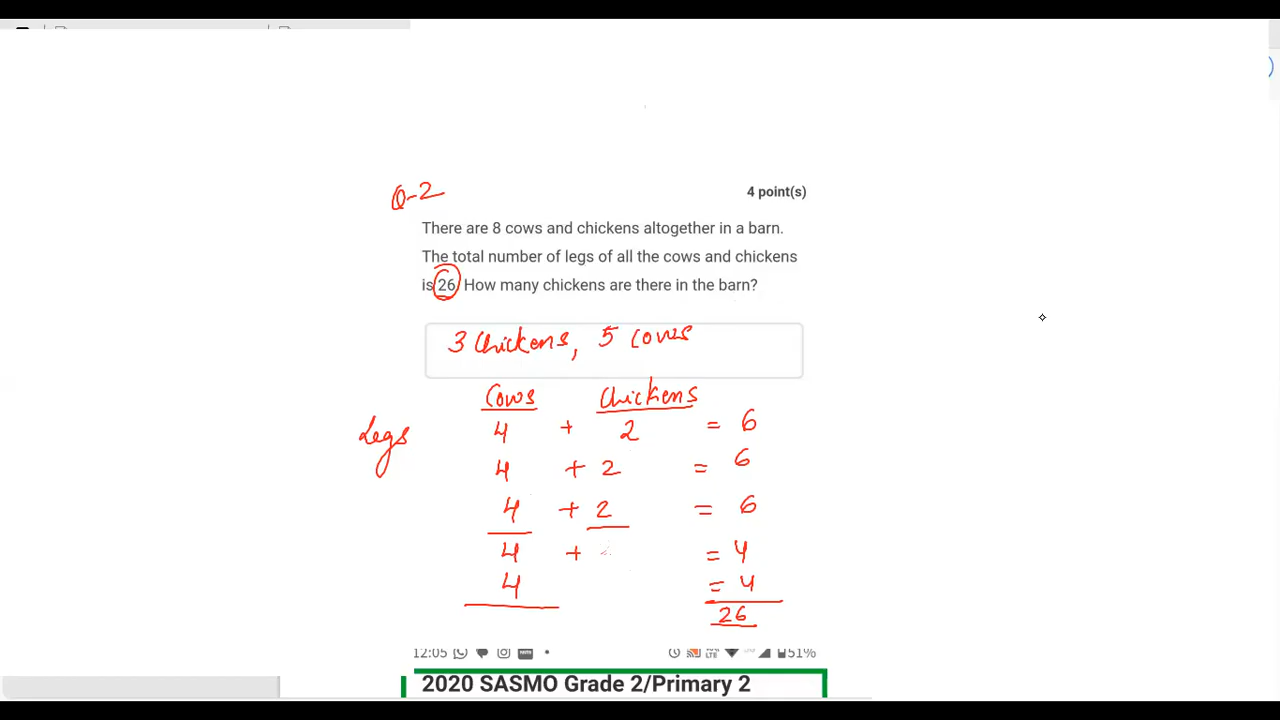 Q-2
4 point(s)
There are 8 cows and chickens altogether in a barn.
The total number of legs of all the cows and chickens
is 26. How many chickens are there in the barn?
3 Chickens, 5 Cows
Cows Chickens
Legs 4 + 2 = 6
4 + 2 = 6
4 + 2 = 6
4 + = 4
4 = 4
26
12:05 51%
2020 SASMO Grade 2/Primary 2